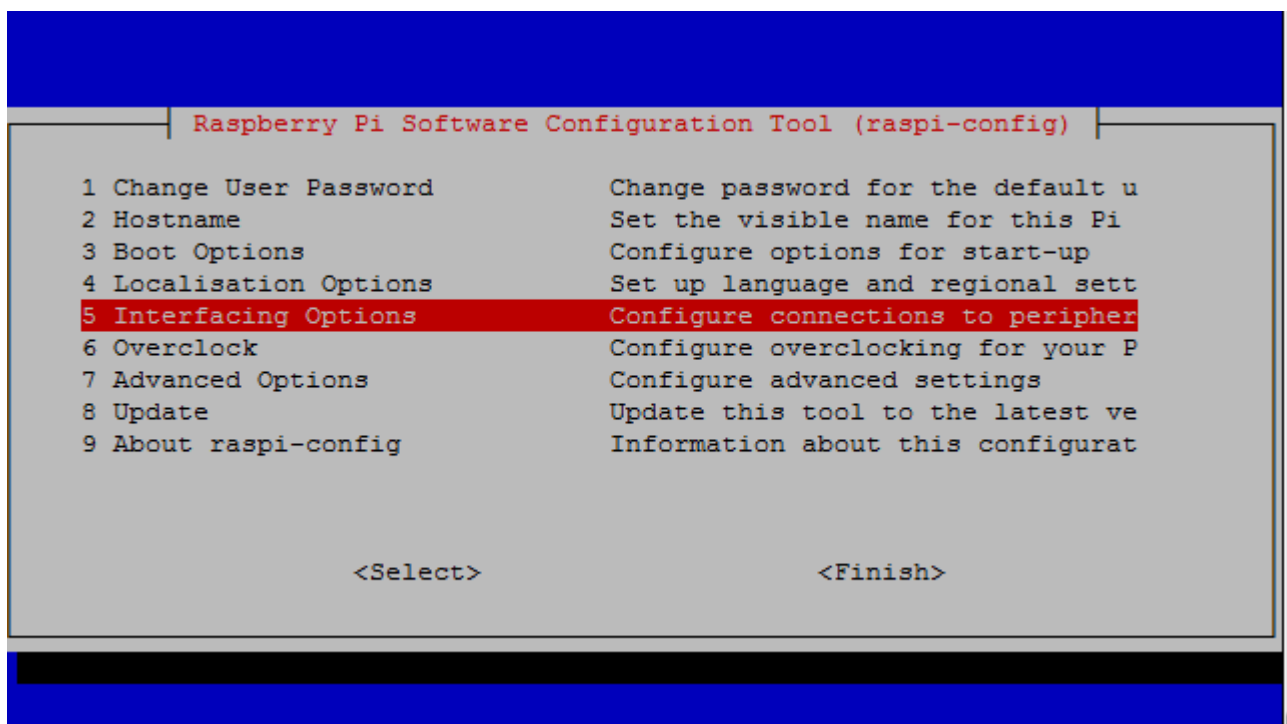 Raspberry Pi Software Configuration Tool (raspi-config)
1 Change User Password Change password for the default u
2 Hostname Set the visible name for this Pi
3 Boot Options Configure options for start-up
4 Localisation Options Set up language and regional sett
5 Interfacing Options Configure connections to peripher
6 Overclock Configure overclocking for your P
7 Advanced Options Configure advanced settings
8 Update Update this tool to the latest ve
9 About raspi-config Information about this configurat
<Select> <Finish>